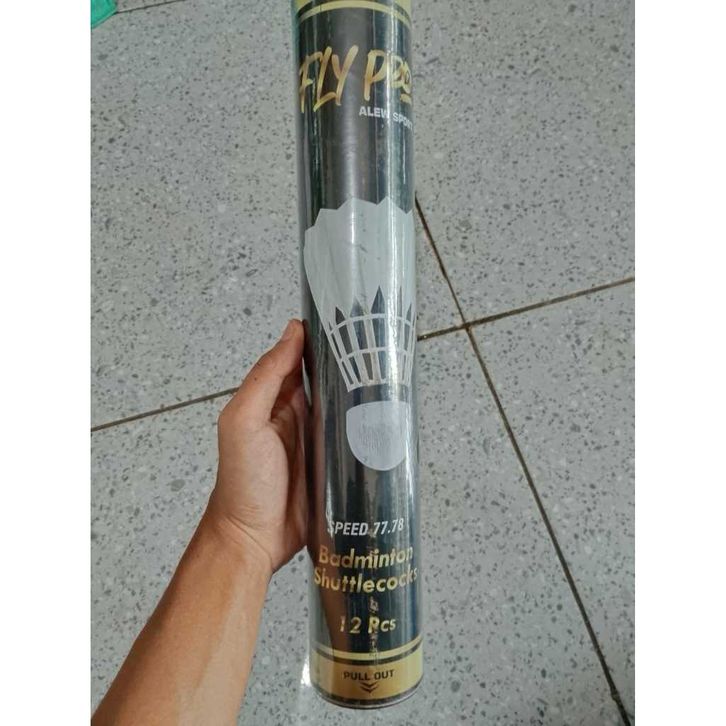 FLY PRO
ALEW SPORT
SPEED 77.78
Badminton
Shuttlecocks
12 Pcs
PULL OUT